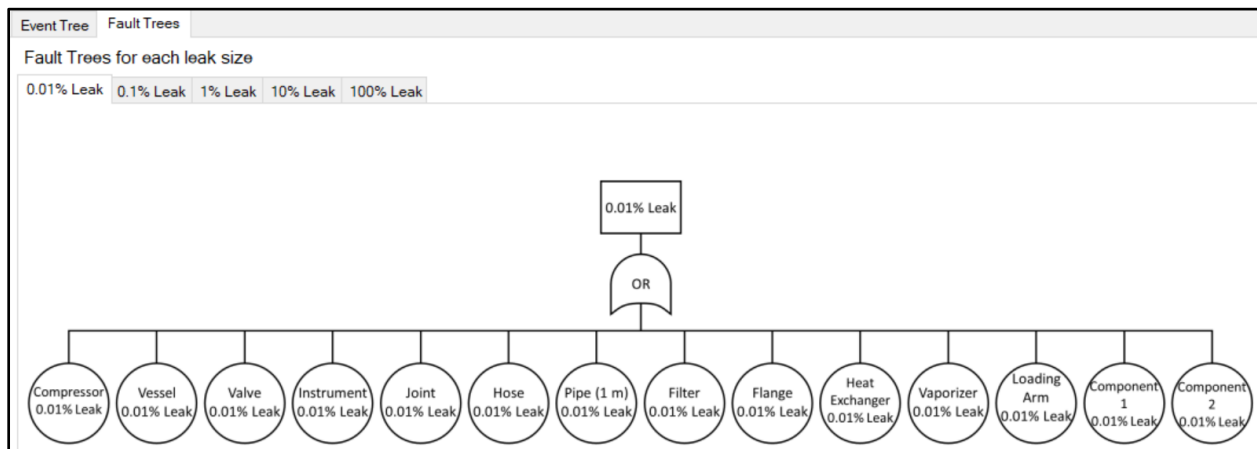 Event Tree Fault Trees
Fault Trees for each leak size
0.01% Leak 0.1% Leak 1% Leak 10% Leak 100% Leak
0.01% Leak
OR
Compressor
0.01% Leak
Vessel
0.01% Leak
Valve
0.01% Leak
Instrument
0.01% Leak
Joint
0.01% Leak
Hose
0.01% Leak
Pipe (1 m)
0.01% Leak
Filter
0.01% Leak
Flange
0.01% Leak
Heat
Exchanger
0.01% Leak
Vaporizer
0.01% Leak
Loading
Arm
0.01% Leak
Component
1
0.01% Leak
Component
2
0.01% Leak